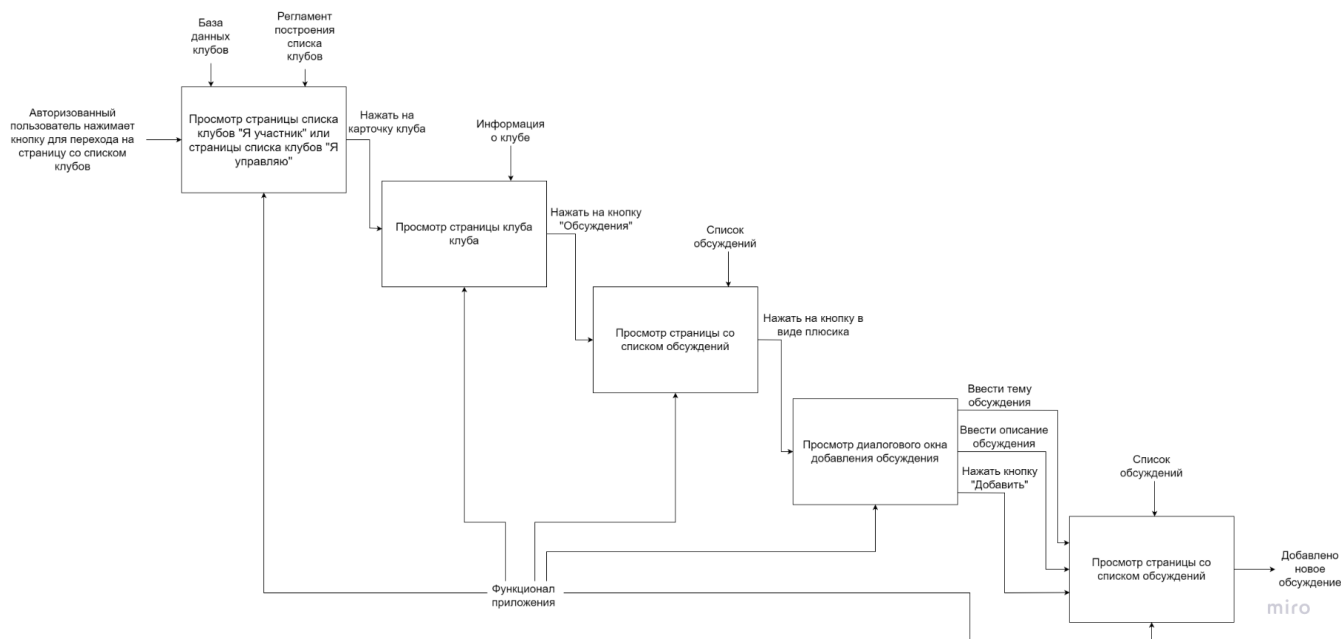 База
данных
клубов
Регламент
построения
списка
клубов
Авторизованный
пользователь нажимает
кнопку для перехода на
страницу со списком
клубов
Просмотр страницы списка
клубов "Я участник" или
страницы списка клубов "Я
управляю"
Нажать на
карточку клуба
Информация
о клубе
Просмотр страницы клуба
клуба
Нажать на кнопку
"Обсуждения"
Список
обсуждений
Просмотр страницы со
списком обсуждений
Нажать на кнопку в
виде плюсика
Просмотр диалогового окна
добавления обсуждения
Ввести тему
обсуждения
Ввести описание
обсуждения
Нажать кнопку
"Добавить"
Список
обсуждений
Просмотр страницы со
списком обсуждений
Добавлено
новое
обсуждение
Функционал
приложения
miro